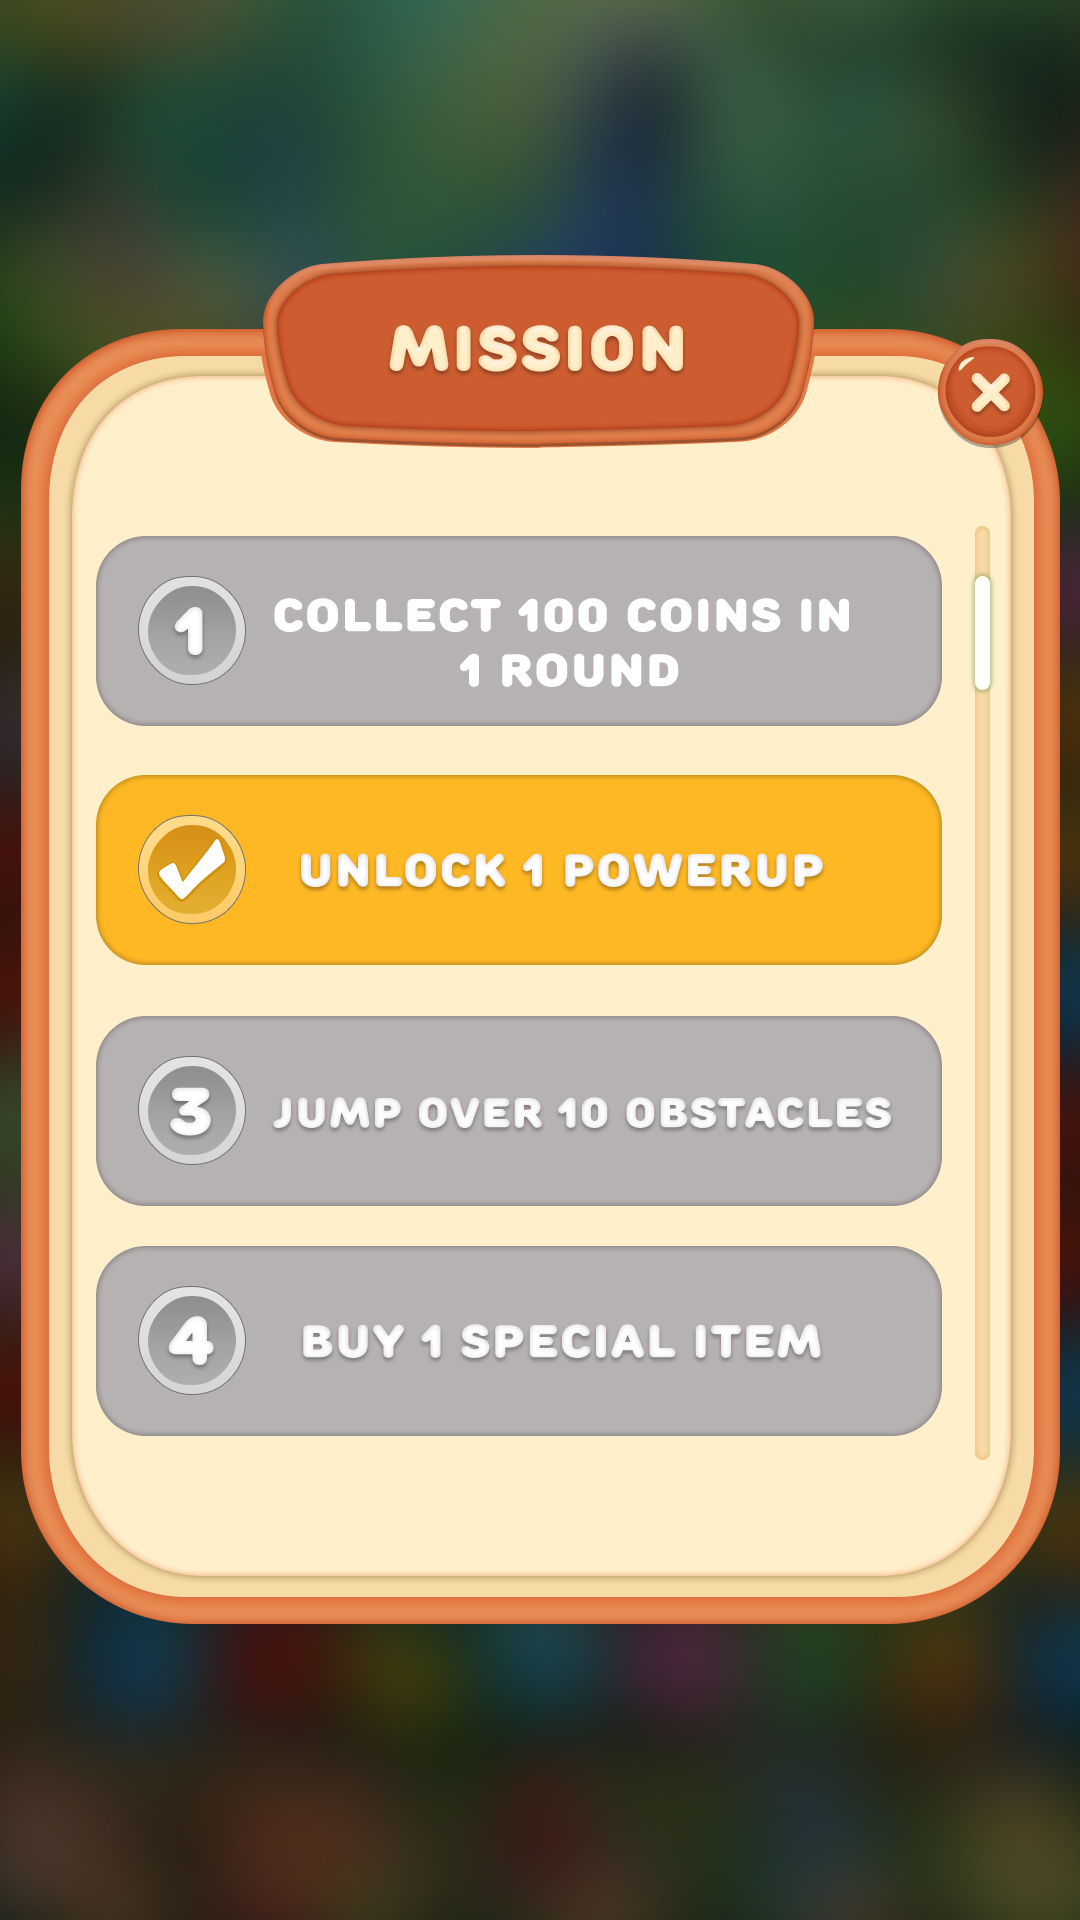 MISSION
1
COLLECT 100 COINS IN
1 ROUND
UNLOCK 1 POWERUP
3
JUMP OVER 10 OBSTACLES
4
BUY 1 SPECIAL ITEM